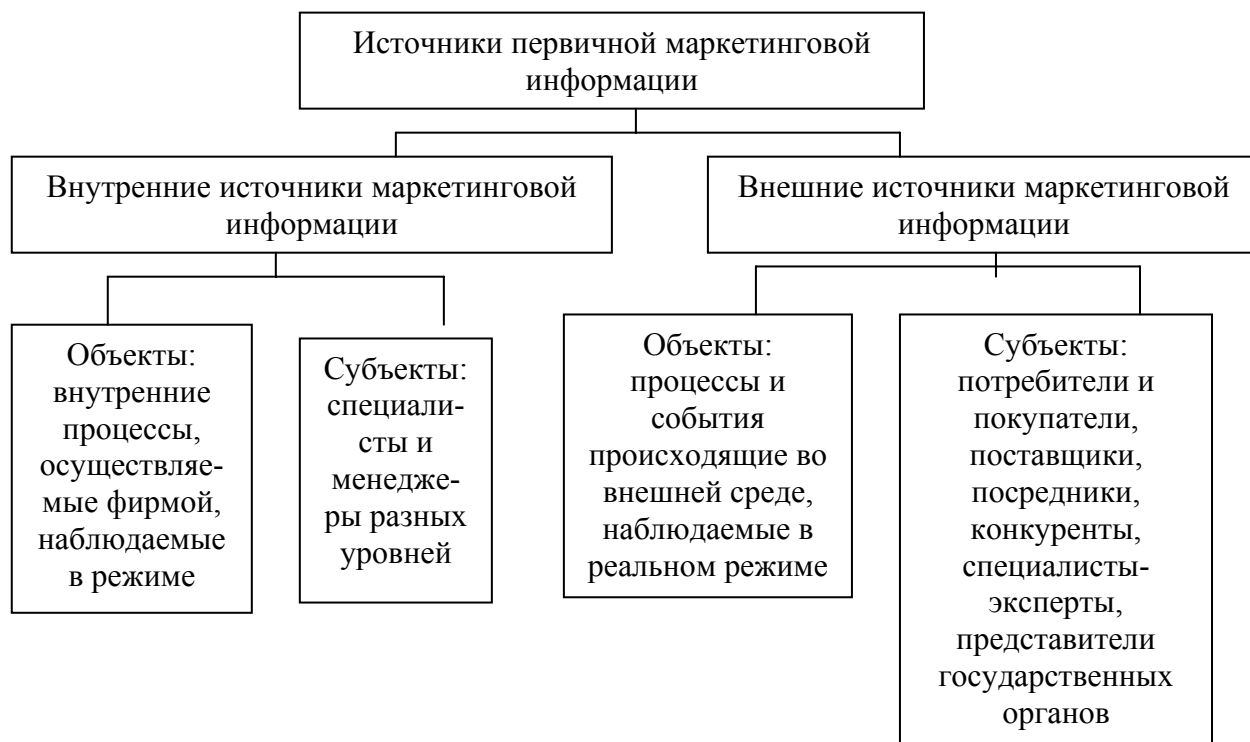 Источники первичной маркетинговой
информации
Внутренние источники маркетинговой
информации
Внешние источники маркетинговой
информации
Объекты:
внутренние
процессы,
осуществляе-
мые фирмой,
наблюдаемые
в режиме
Субъекты:
специали-
сты и
менедже-
ры разных
уровней
Объекты:
процессы и
события
происходящие во
внешней среде,
наблюдаемые в
реальном режиме
Субъекты:
потребители и
покупатели,
поставщики,
посредники,
конкуренты,
специалисты-
эксперты,
представители
государственных
органов